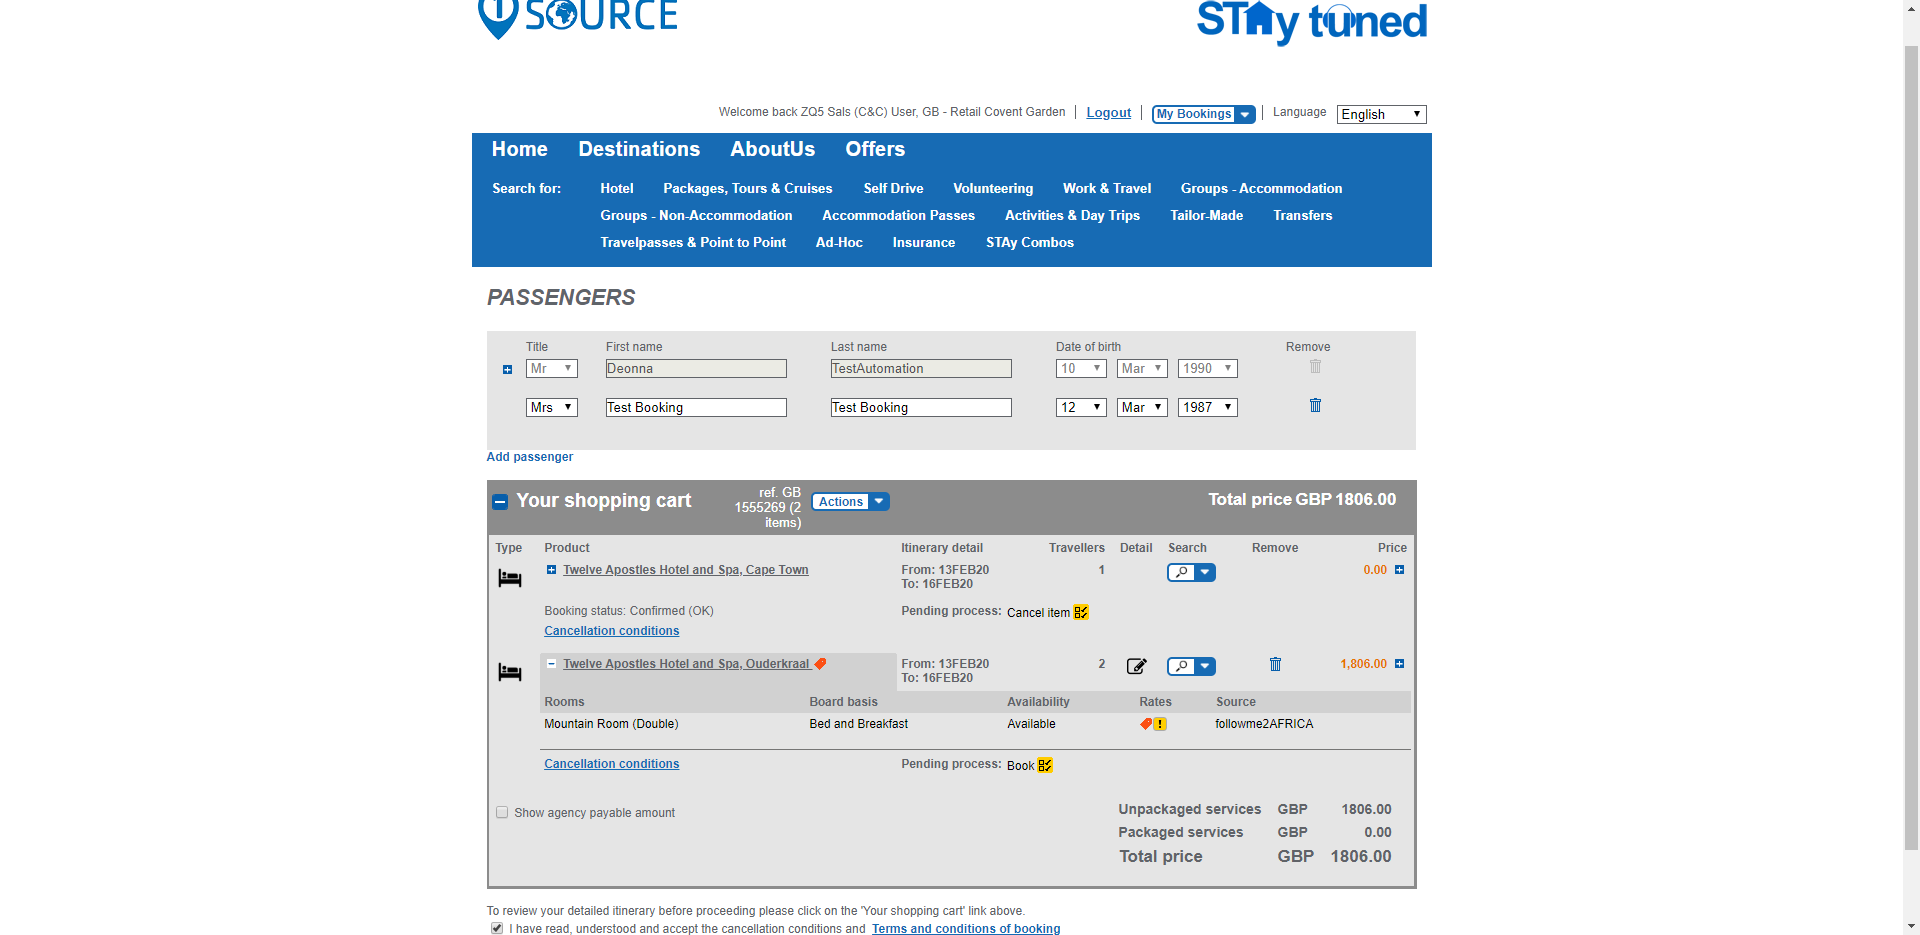 1 SOURCE
STAy tuned
Welcome back ZQ5 Sals (C&C) User, GB - Retail Covent Garden | Logout | My Bookings | Language English
Home Destinations AboutUs Offers
Search for: Hotel Packages, Tours & Cruises Self Drive Volunteering Work & Travel Groups - Accommodation
Groups - Non-Accommodation Accommodation Passes Activities & Day Trips Tailor-Made Transfers
Travelpasses & Point to Point Ad-Hoc Insurance STAy Combos
PASSENGERS
Title First name Last name Date of birth Remove
Mr Deonna TestAutomation 10 Mar 1990
Mrs Test Booking Test Booking 12 Mar 1987
Add passenger
Your shopping cart ref. GB 1555269 (2 items) Actions Total price GBP 1806.00
Type Product Itinerary detail Travellers Detail Search Remove Price
Twelve Apostles Hotel and Spa, Cape Town From: 13FEB20 1 0.00
To: 16FEB20
Booking status: Confirmed (OK) Pending process: Cancel item
Cancellation conditions
Twelve Apostles Hotel and Spa, Ouderkraal From: 13FEB20 2 1,806.00
To: 16FEB20
Rooms Board basis Availability Rates Source
Mountain Room (Double) Bed and Breakfast Available ! followme2AFRICA
Cancellation conditions Pending process: Book
Show agency payable amount
Unpackaged services GBP 1806.00
Packaged services GBP 0.00
Total price GBP 1806.00
To review your detailed itinerary before proceeding please click on the 'Your shopping cart' link above.
I have read, understood and accept the cancellation conditions and Terms and conditions of booking